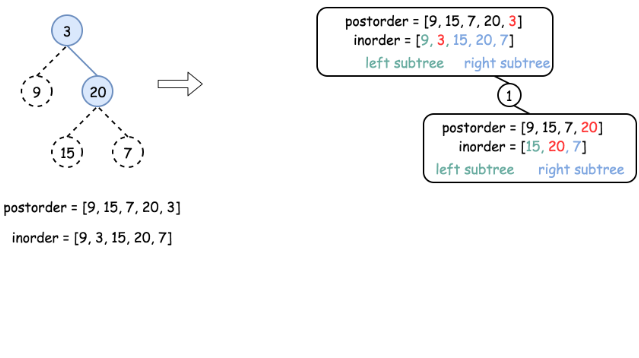 3
9
20
15
7
postorder = [9, 15, 7, 20, 3]
inorder = [9, 3, 15, 20, 7]
postorder = [9, 15, 7, 20, 3]
inorder = [9, 3, 15, 20, 7]
left subtree right subtree
1
postorder = [9, 15, 7, 20]
inorder = [15, 20, 7]
left subtree right subtree